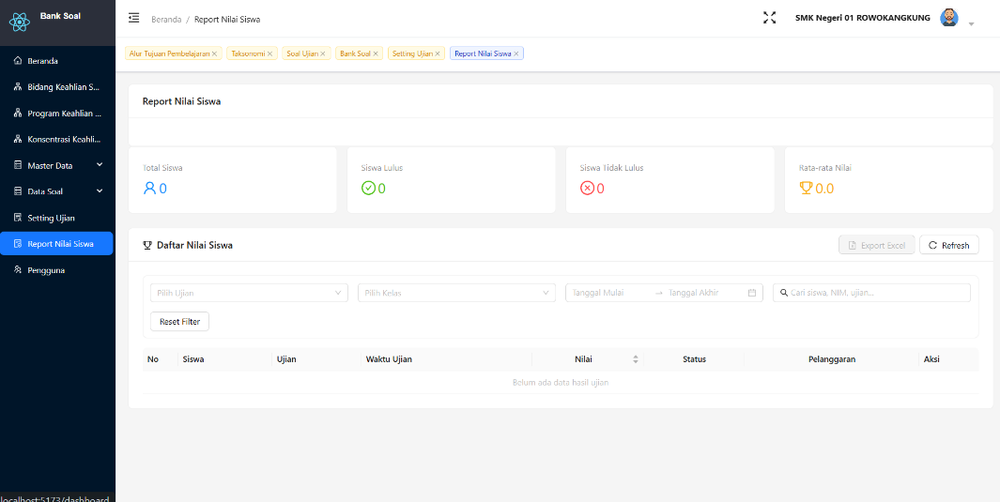 Bank Soal
Beranda
Bidang Keahlian S...
Program Keahlian ...
Konsentrasi Keahli...
Master Data
Data Soal
Setting Ujian
Report Nilai Siswa
Pengguna
localhost:5173/dashboard
Beranda / Report Nilai Siswa
SMK Negeri 01 ROWOKANGKUNG
Alur Tujuan Pembelajaran
Taksonomi
Soal Ujian
Bank Soal
Setting Ujian
Report Nilai Siswa
Report Nilai Siswa
Total Siswa
0
Siswa Lulus
0
Siswa Tidak Lulus
0
Rata-rata Nilai
0.0
Daftar Nilai Siswa
Export Excel
Refresh
Pilih Ujian
Pilih Kelas
Tanggal Mulai → Tanggal Akhir
Cari siswa, NIM, ujian...
Reset Filter
No Siswa Ujian Waktu Ujian Nilai Status Pelanggaran Aksi
Belum ada data hasil ujian